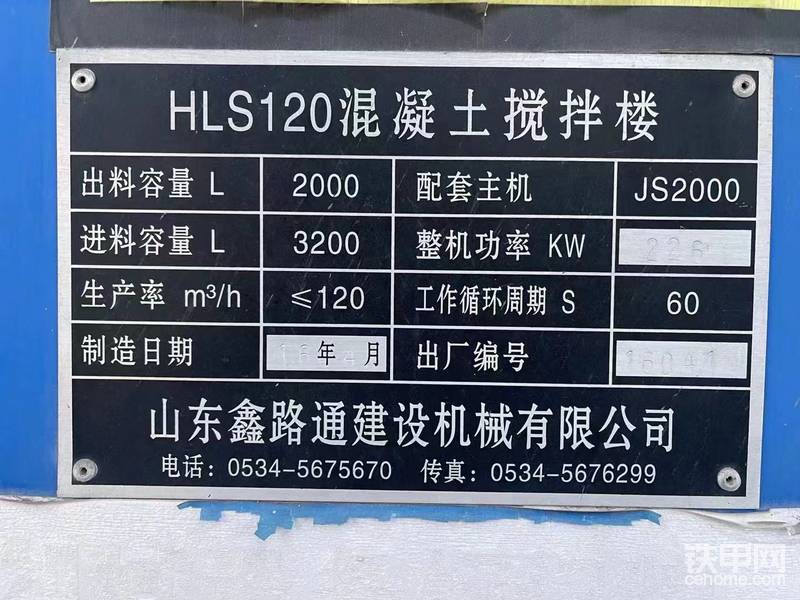 HLS120混凝土搅拌楼
出料容量 L 2000 配套主机 JS2000
进料容量 L 3200 整机功率 KW 226
生产率 m³/h ≤120 工作循环周期 S 60
制造日期 16年4月 出厂编号
山东鑫路通建设机械有限公司
电话：0534-5675670 传真：0534-5676299
铁甲网
cehome.com